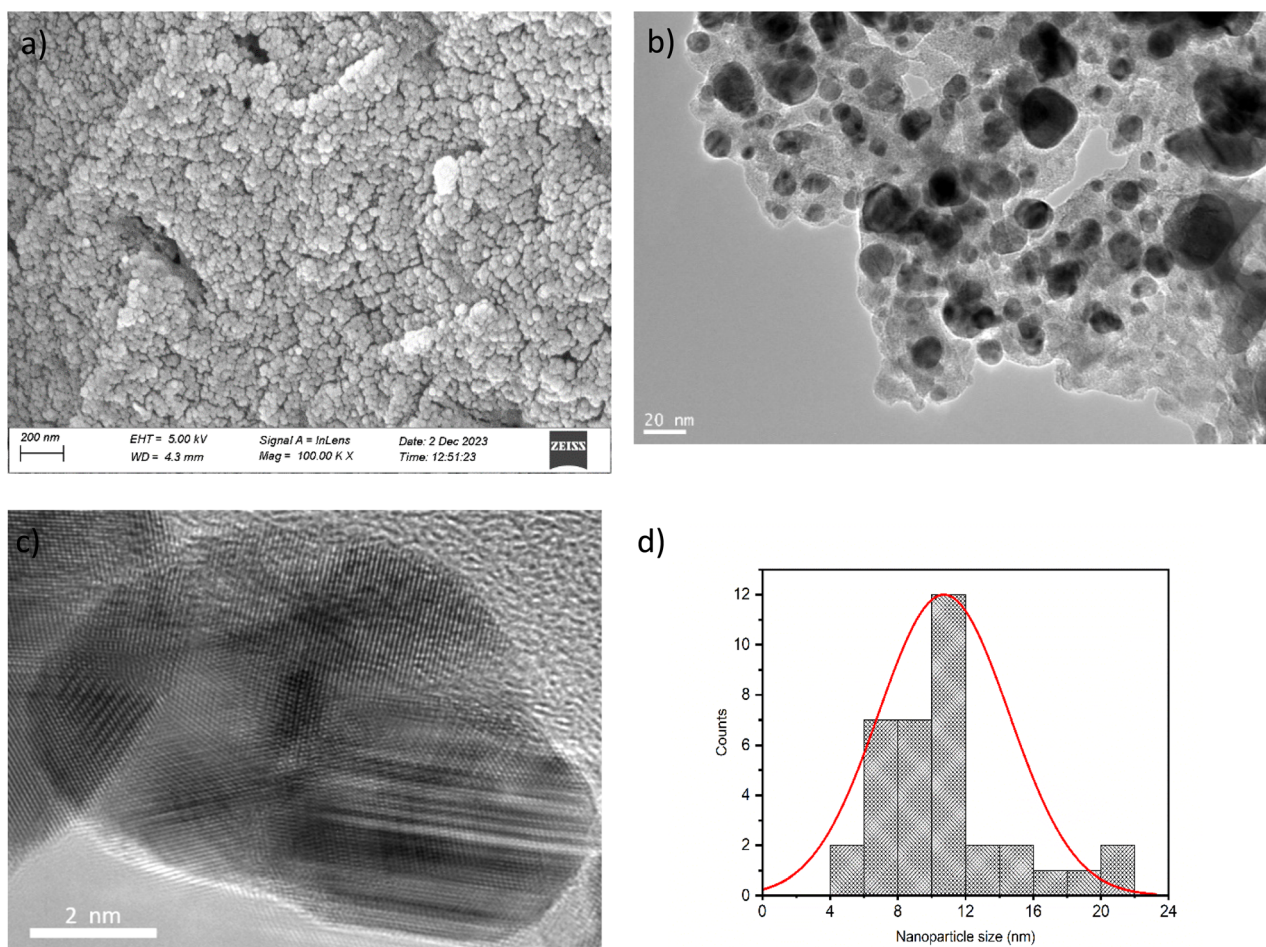 a)
200 nm
EHT = 5.00 kV
WD = 4.3 mm
Signal A = InLens
Mag = 100.00 K X
Date: 2 Dec 2023
Time: 12:51:23
ZEISS
b)
20 nm
c)
2 nm
d)
12
10
8
6
4
2
0
Counts
0 4 8 12 16 20 24
Nanoparticle size (nm)